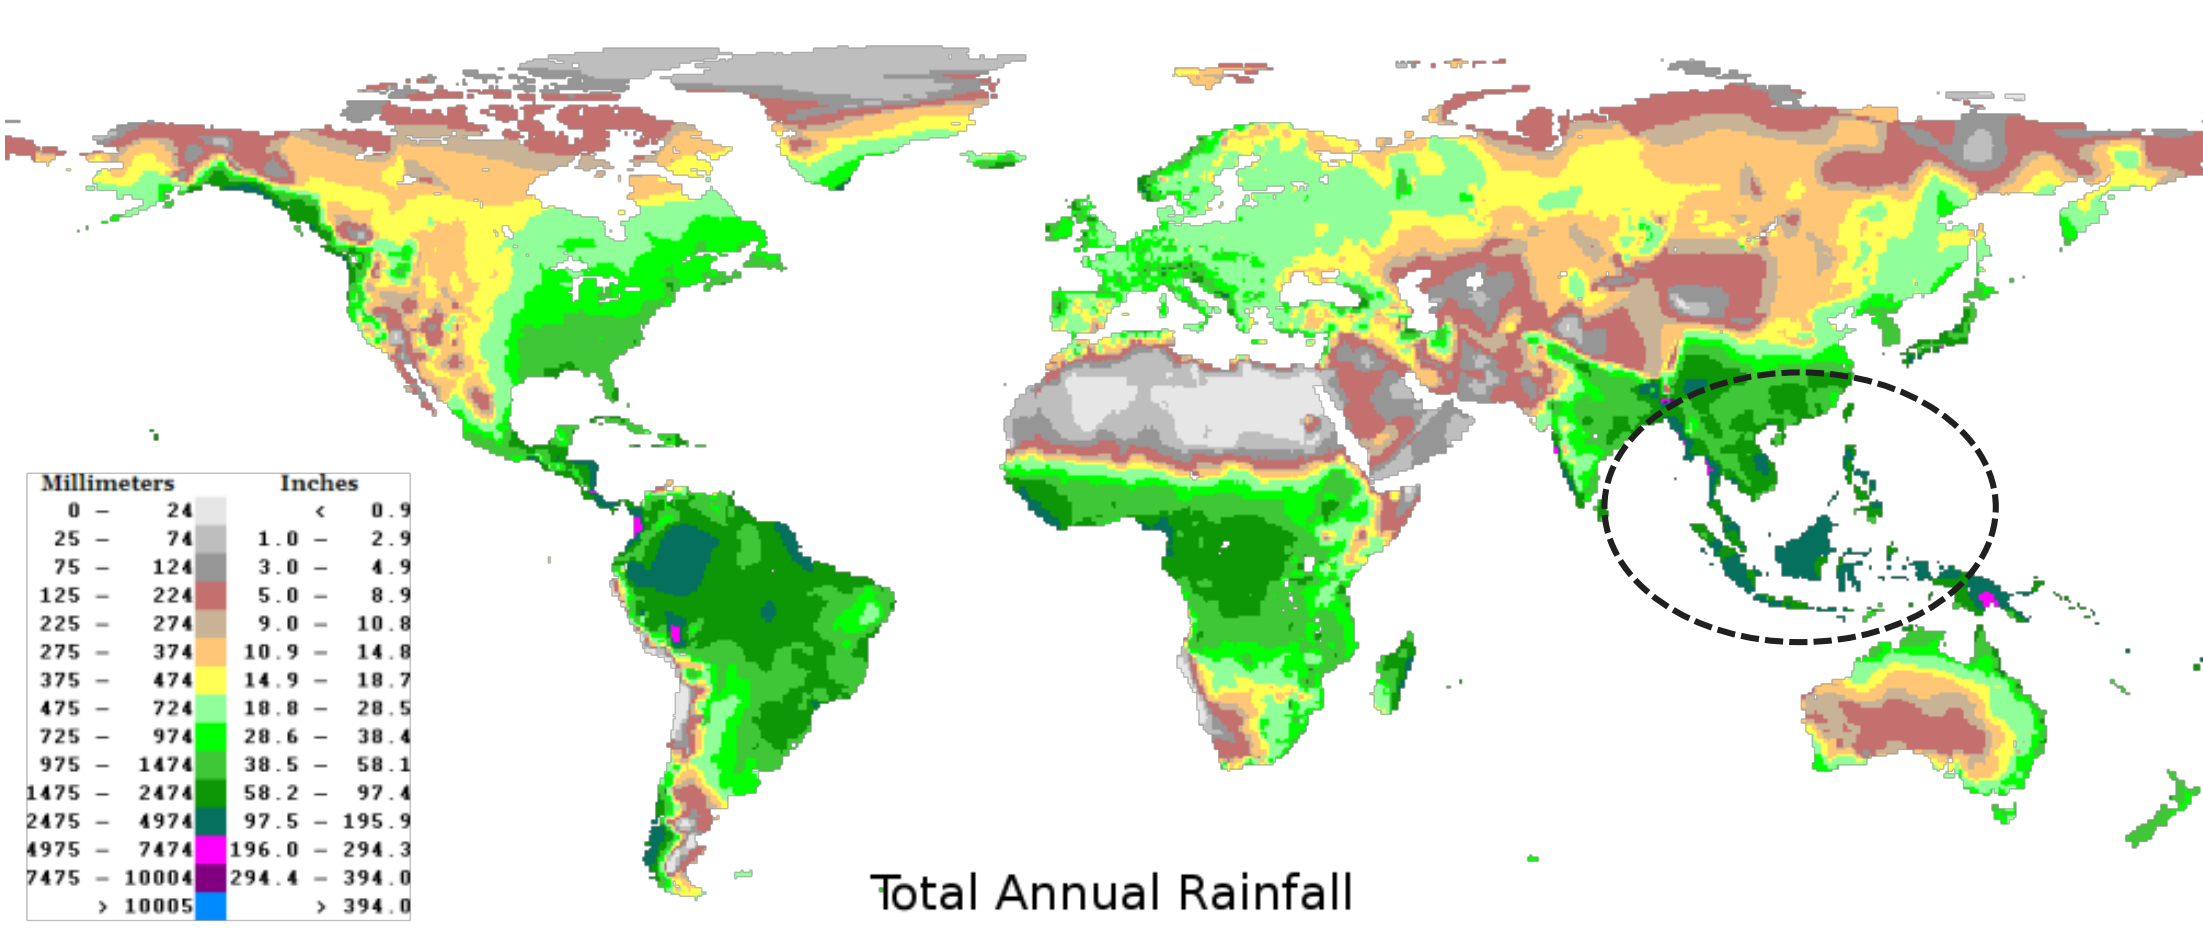 Millimeters Inches
0 – 24 < 0.9
25 – 74 1.0 – 2.9
75 – 124 3.0 – 4.9
125 – 224 5.0 – 8.9
225 – 274 9.0 – 10.8
275 – 374 10.9 – 14.8
375 – 474 14.9 – 18.7
475 – 724 18.8 – 28.5
725 – 974 28.6 – 38.4
975 – 1474 38.5 – 58.1
1475 – 2474 58.2 – 97.4
2475 – 4974 97.5 – 195.9
4975 – 7474 196.0 – 294.3
7475 – 10004 294.4 – 394.0
> 10005 > 394.0
Total Annual Rainfall